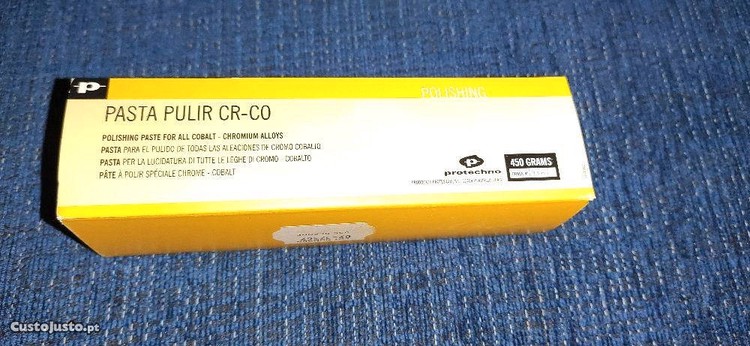 POLISHING
PASTA PULIR CR-CO
POLISHING PASTE FOR ALL COBALT - CHROMIUM ALLOYS
PASTA PARA EL PULIDO DE TODAS LAS ALEACIONES DE CROMO COBALTO
PASTA PER LA LUCIDATURA DI TUTTE LE LEGHE DI CROMO - COBALTO
PÂTE À POLIR SPÉCIALE CHROME - COBALT
protechno
450 GRAMS
CustoJusto.pt